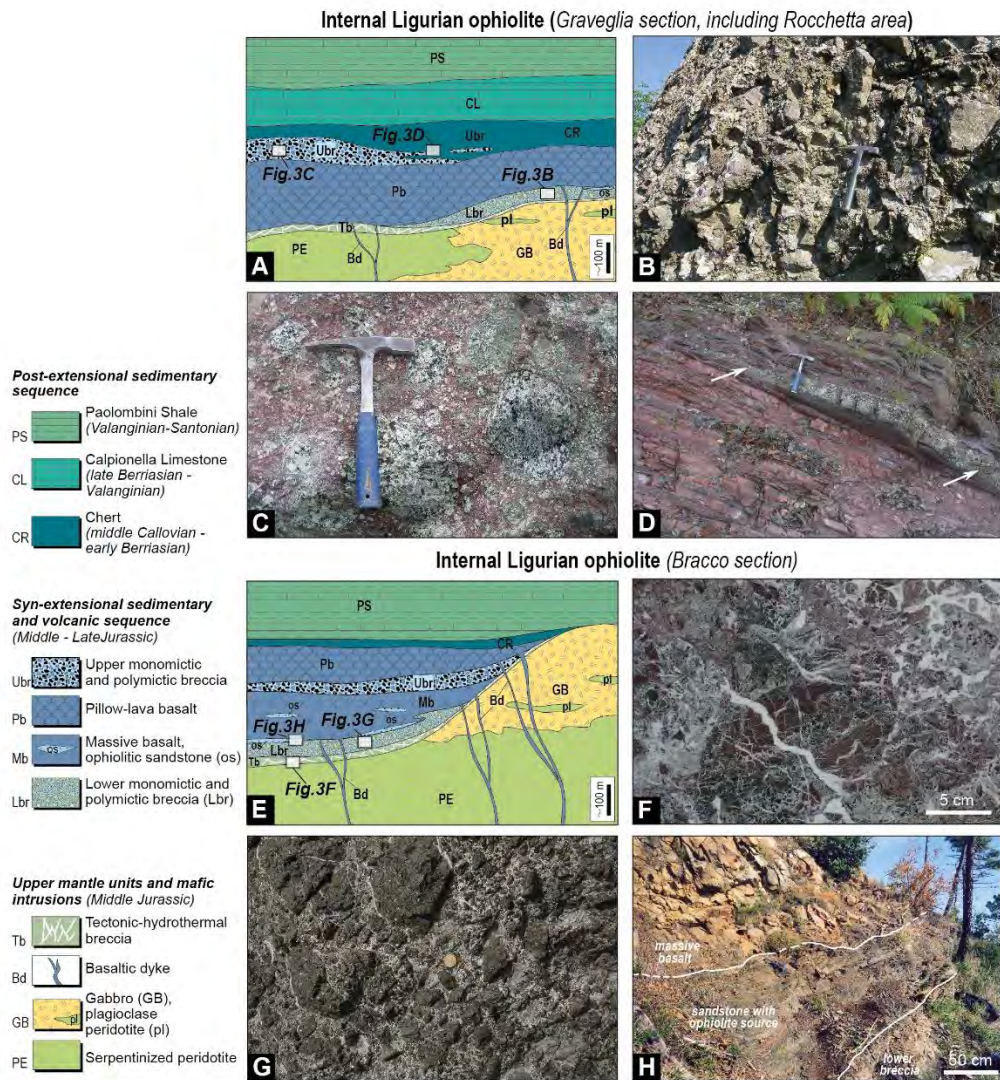 Internal Ligurian ophiolite (Graveglia section, including Rocchetta area)
PS
CL
CR
Fig.3D
Ubr
Ubr
Fig.3C
Fig.3B
Pb
os
Lbr
pl
Tb
PE
Bd
GB
Bd
~100 m
A
B
C
D
Post-extensional sedimentary
sequence
PS
Paolombini Shale
(Valanginian-Santonian)
CL
Calpionella Limestone
(late Berriasian -
Valanginian)
CR
Chert
(middle Callovian -
early Berriasian)
Syn-extensional sedimentary
and volcanic sequence
(Middle - LateJurassic)
Ubr
Upper monomictic
and polymictic breccia
Pb
Pillow-lava basalt
Mb
os
Massive basalt,
ophiolitic sandstone (os)
Lbr
Lower monomictic and
polymictic breccia (Lbr)
Upper mantle units and mafic
intrusions (Middle Jurassic)
Tb
Tectonic-hydrothermal
breccia
Bd
Basaltic dyke
GB
pl
Gabbro (GB),
plagioclase
peridotite (pl)
PE
Serpentinized peridotite
Internal Ligurian ophiolite (Bracco section)
PS
CR
Pb
Ubr
GB
pl
Mb
Bd
pl
os
Fig.3H
Fig.3G
os
os
Lbr
Tb
Fig.3F
Bd
PE
~100 m
E
F
5 cm
G
massive
basalt
sandstone with
ophiolite source
lower
breccia
50 cm
H